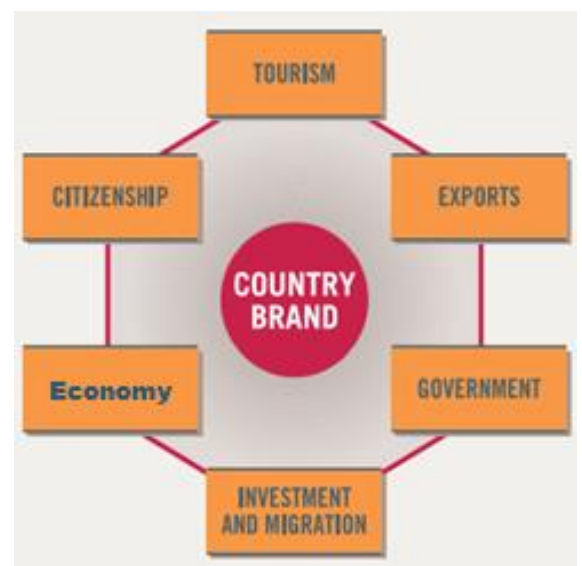 TOURISM
CITIZENSHIP
EXPORTS
COUNTRY
BRAND
Economy
GOVERNMENT
INVESTMENT
AND MIGRATION